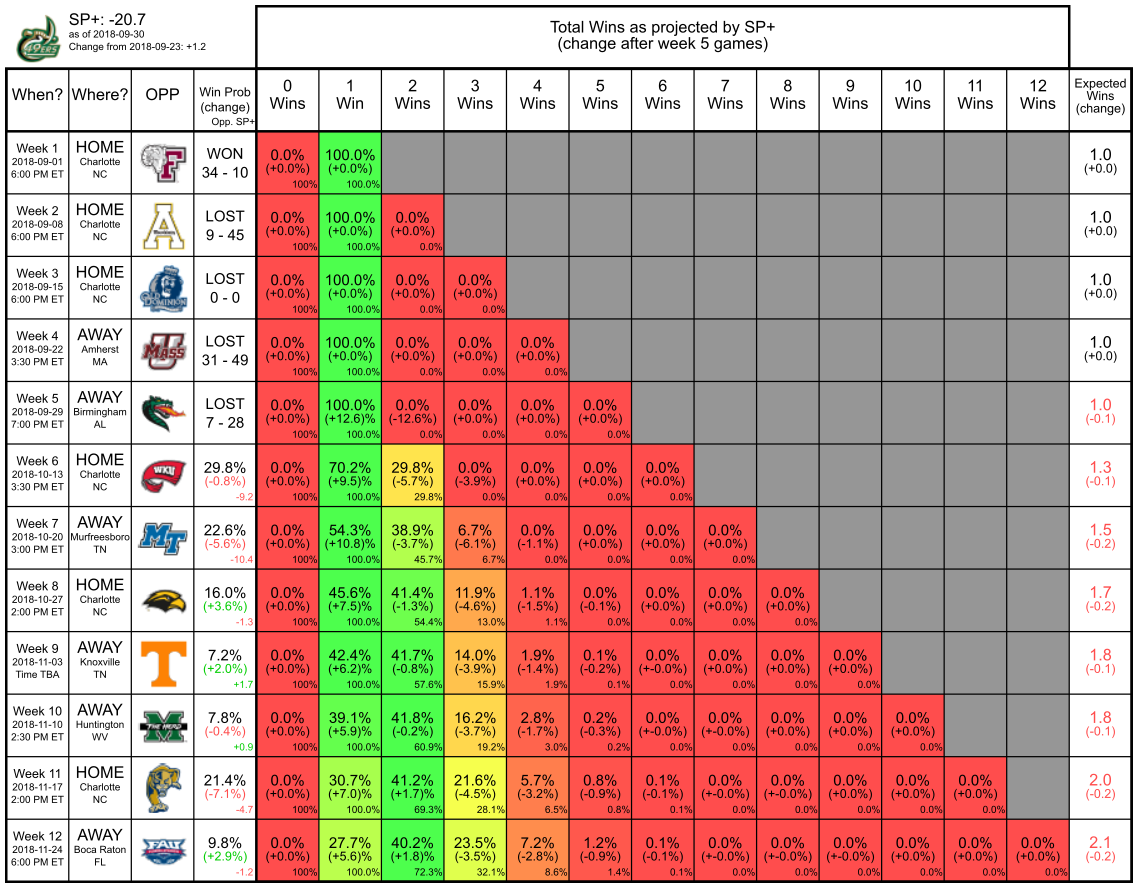 SP+: -20.7
as of 2018-09-30
Change from 2018-09-23: +1.2
49ERS
Total Wins as projected by SP+
(change after week 5 games)
When? Where? OPP Win Prob (change) Opp. SP+ 0 Wins 1 Win 2 Wins 3 Wins 4 Wins 5 Wins 6 Wins 7 Wins 8 Wins 9 Wins 10 Wins 11 Wins 12 Wins Expected Wins (change)
Week 1 HOME F WON 0.0% 100.0% 1.0
2018-09-01 Charlotte 34 - 10 (+0.0%) (+0.0%) (+0.0)
6:00 PM ET NC 100% 100.0%
Week 2 HOME A LOST 0.0% 100.0% 0.0% 1.0
2018-09-08 Charlotte 9 - 45 (+0.0%) (+0.0%) (+0.0%) (+0.0)
6:00 PM ET NC 100% 100.0% 0.0%
Week 3 HOME LOST 0.0% 100.0% 0.0% 0.0% 1.0
2018-09-15 Charlotte DOMINION 0 - 0 (+0.0%) (+0.0%) (+0.0%) (+0.0%) (+0.0)
6:00 PM ET NC 100% 100.0% 0.0% 0.0%
Week 4 AWAY U MASS LOST 0.0% 100.0% 0.0% 0.0% 0.0% 1.0
2018-09-22 Amherst 31 - 49 (+0.0%) (+0.0%) (+0.0%) (+0.0%) (+0.0%) (+0.0)
3:30 PM ET MA 100% 100.0% 0.0% 0.0% 0.0%
Week 5 AWAY LOST 0.0% 100.0% 0.0% 0.0% 0.0% 0.0% 1.0
2018-09-29 Birmingham 7 - 28 (+0.0%) (+12.6)% (-12.6%) (+0.0%) (+0.0%) (+0.0%) (-0.1)
7:00 PM ET AL 100% 100.0% 0.0% 0.0% 0.0% 0.0%
Week 6 HOME WKU 29.8% 0.0% 70.2% 29.8% 0.0% 0.0% 0.0% 0.0% 1.3
2018-10-13 Charlotte (-0.8%) (+0.0%) (+9.5)% (-5.7%) (-3.9%) (+0.0%) (+0.0%) (+0.0%) (-0.1)
3:30 PM ET NC -9.2 100% 100.0% 29.8% 0.0% 0.0% 0.0% 0.0%
Week 7 AWAY MT 22.6% 0.0% 54.3% 38.9% 6.7% 0.0% 0.0% 0.0% 0.0% 1.5
2018-10-20 Murfreesboro (-5.6%) (+0.0%) (+10.8%) (-3.7%) (-6.1%) (-1.1%) (+0.0%) (+0.0%) (+0.0%) (-0.2)
3:00 PM ET TN -10.4 100% 100.0% 45.7% 6.7% 0.0% 0.0% 0.0% 0.0%
Week 8 HOME 16.0% 0.0% 45.6% 41.4% 11.9% 1.1% 0.0% 0.0% 0.0% 0.0% 1.7
2018-10-27 Charlotte (+3.6%) (+0.0%) (+7.5)% (-1.3%) (-4.6%) (-1.5%) (-0.1%) (+0.0%) (+0.0%) (+0.0%) (-0.2)
2:00 PM ET NC -1.3 100% 100.0% 54.4% 13.0% 1.1% 0.0% 0.0% 0.0% 0.0%
Week 9 AWAY T 7.2% 0.0% 42.4% 41.7% 14.0% 1.9% 0.1% 0.0% 0.0% 0.0% 0.0% 1.8
2018-11-03 Knoxville (+2.0%) (+0.0%) (+6.2%) (-0.8%) (-3.9%) (-1.4%) (-0.2%) (+-0.0%) (+0.0%) (+0.0%) (+0.0%) (-0.1)
Time TBA TN +1.7 100% 100.0% 57.6% 15.9% 1.9% 0.1% 0.0% 0.0% 0.0% 0.0%
Week 10 AWAY M THE HERD 7.8% 0.0% 39.1% 41.8% 16.2% 2.8% 0.2% 0.0% 0.0% 0.0% 0.0% 0.0% 1.8
2018-11-10 Huntington (-0.4%) (+0.0%) (+5.9)% (-0.2%) (-3.7%) (-1.7%) (-0.3%) (+-0.0%) (+-0.0%) (+0.0%) (+0.0%) (+0.0%) (-0.1)
2:30 PM ET WV +0.9 100% 100.0% 60.9% 19.2% 3.0% 0.2% 0.0% 0.0% 0.0% 0.0% 0.0%
Week 11 HOME 21.4% 0.0% 30.7% 41.2% 21.6% 5.7% 0.8% 0.1% 0.0% 0.0% 0.0% 0.0% 0.0% 2.0
2018-11-17 Charlotte (-7.1%) (+0.0%) (+7.0)% (+1.7%) (-4.5%) (-3.2%) (-0.9%) (-0.1%) (+-0.0%) (+-0.0%) (+0.0%) (+0.0%) (+0.0%) (-0.2)
2:00 PM ET NC -4.7 100% 100.0% 69.3% 28.1% 6.5% 0.8% 0.1% 0.0% 0.0% 0.0% 0.0% 0.0%
Week 12 AWAY FAU 9.8% 0.0% 27.7% 40.2% 23.5% 7.2% 1.2% 0.1% 0.0% 0.0% 0.0% 0.0% 0.0% 0.0% 2.1
2018-11-24 Boca Raton (+2.9%) (+0.0%) (+5.6)% (+1.8%) (-3.5%) (-2.8%) (-0.9%) (-0.1%) (+-0.0%) (+-0.0%) (+-0.0%) (+0.0%) (+0.0%) (+0.0%) (-0.2)
6:00 PM ET FL -1.2 100% 100.0% 72.3% 32.1% 8.6% 1.4% 0.1% 0.0% 0.0% 0.0% 0.0% 0.0% 0.0%